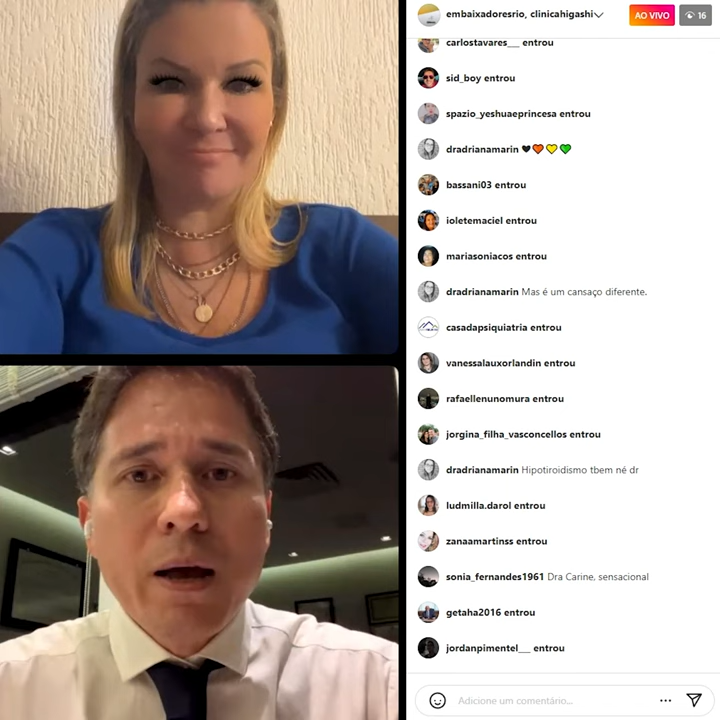 embaixadoresrio, clinicahigashi
AO VIVO
16
carlostavares___ entrou
sid_boy entrou
spazio_yeshuaeprincesa entrou
dradrianamarin 🖤🧡💛💚
bassani03 entrou
ioletemaciel entrou
mariasoniacos entrou
dradrianamarin Mas é um cansaço diferente.
casadapsiquiatria entrou
vanessalauxorlandin entrou
rafaellenunomura entrou
jorgina_filha_vasconcellos entrou
dradrianamarin Hipotiroidismo tbem né dr
ludmilla.darol entrou
zanaamartinss entrou
sonia_fernandes1961 Dra Carine, sensacional
getaha2016 entrou
jordanpimentel___ entrou
Adicione um comentário...